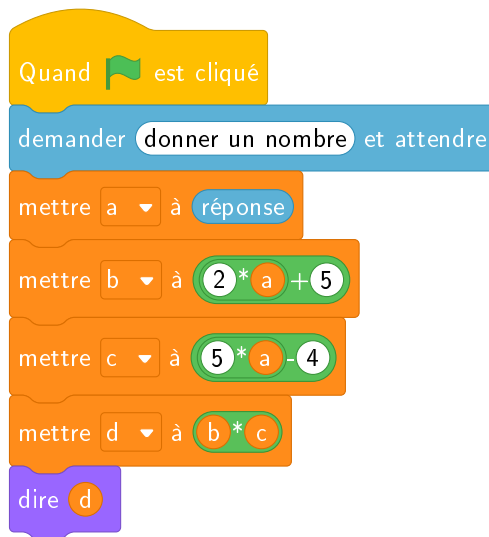 Quand est cliqué
demander donner un nombre et attendre
mettre a à réponse
mettre b à 2 * a + 5
mettre c à 5 * a - 4
mettre d à b * c
dire d